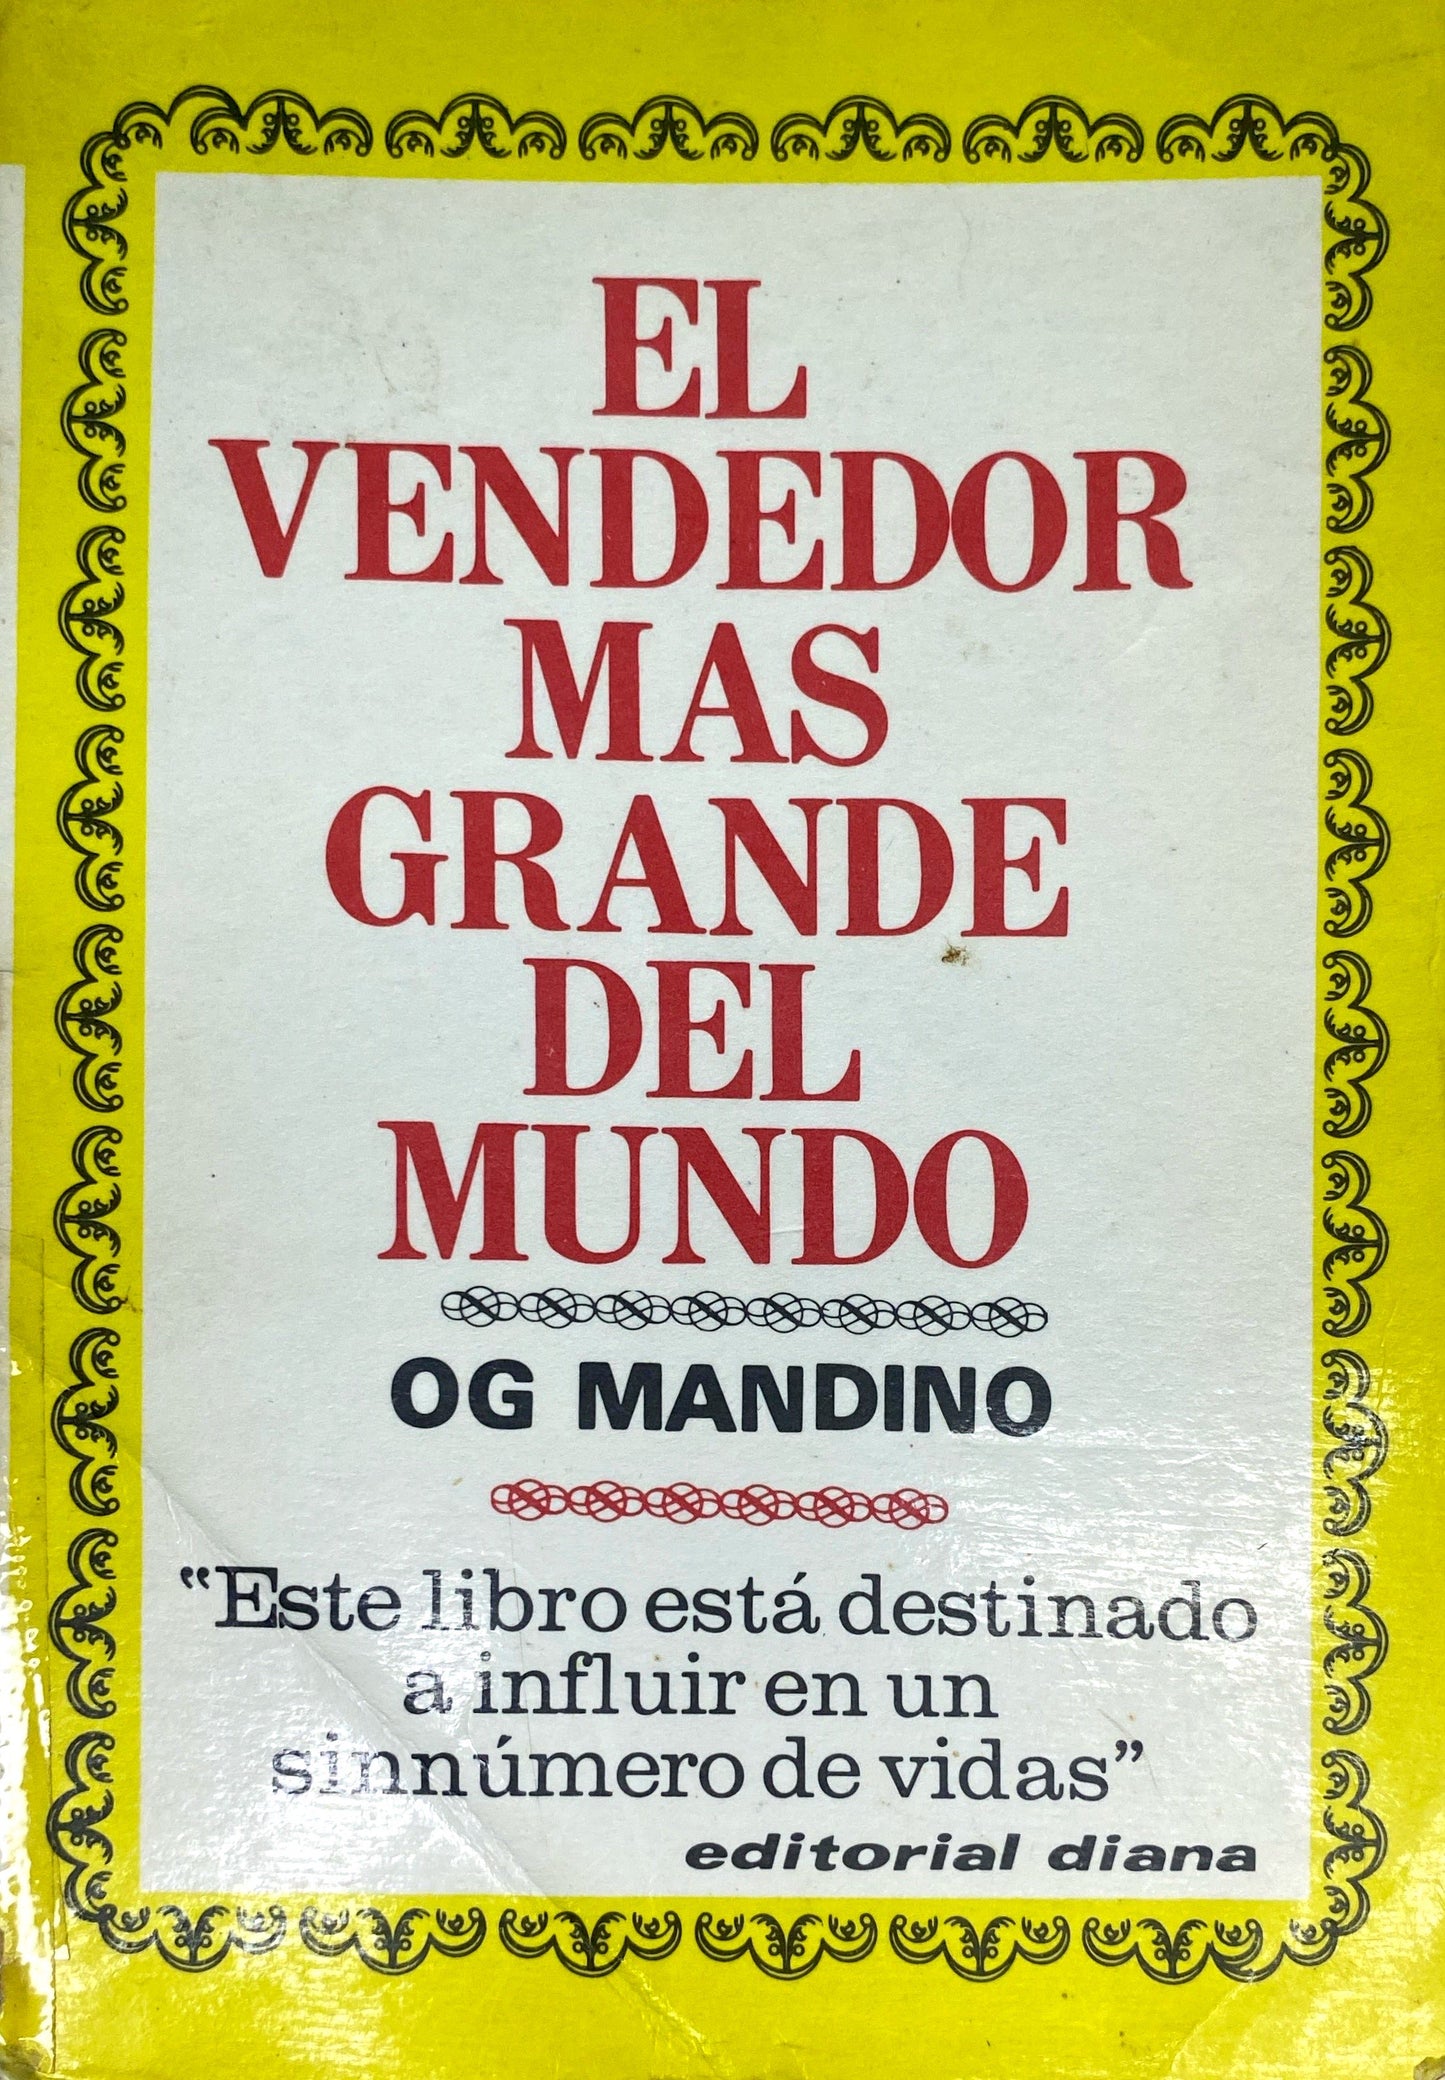 EL
VENDEDOR
MAS
GRANDE
DEL
MUNDO
OG MANDINO
"Este libro está destinado
a influir en un
sinnúmero de vidas"
editorial diana